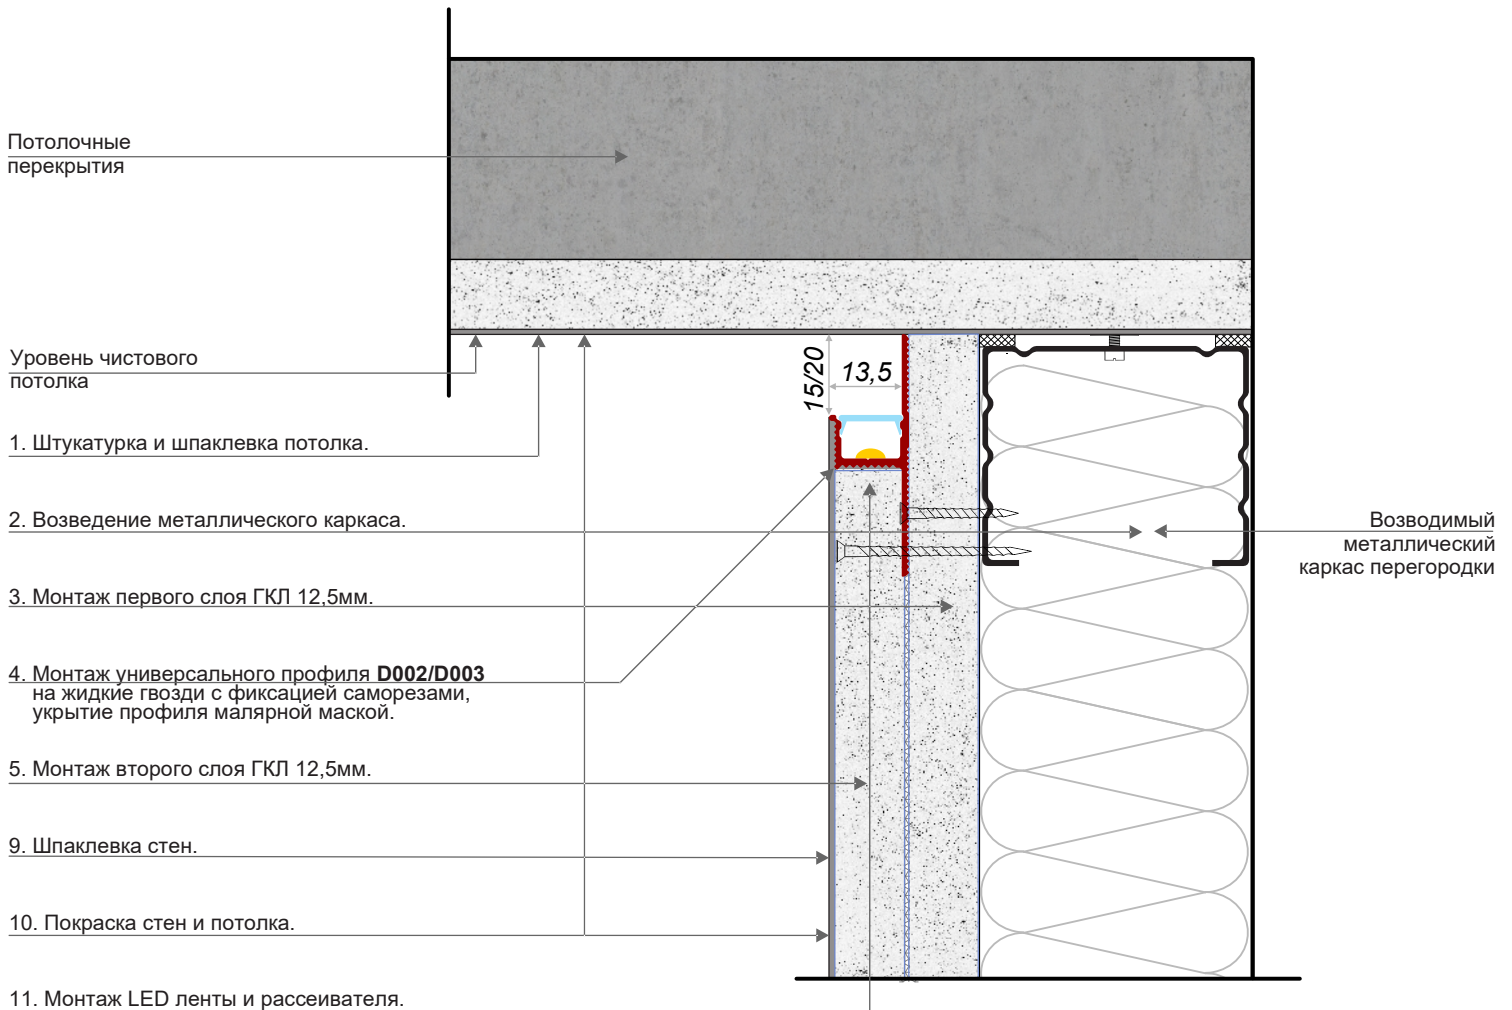 Потолочные
перекрытия
Уровень чистового
потолка
15/20
13,5
1. Штукатурка и шпаклевка потолка.
2. Возведение металлического каркаса.
Возводимый
металлический
каркас перегородки
3. Монтаж первого слоя ГКЛ 12,5мм.
4. Монтаж универсального профиля D002/D003
на жидкие гвозди с фиксацией саморезами,
укрытие профиля малярной маской.
5. Монтаж второго слоя ГКЛ 12,5мм.
9. Шпаклевка стен.
10. Покраска стен и потолка.
11. Монтаж LED ленты и рассеивателя.